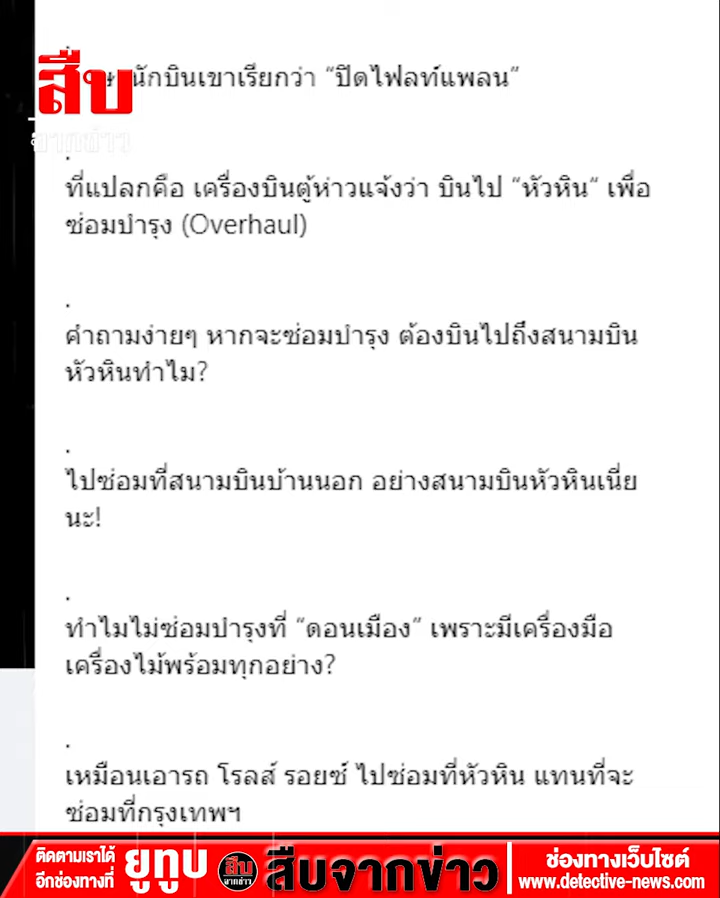 สืบ
จากข่าว
นักบินเขาเรียกว่า “ปิดไฟลท์แพลน”
.
ที่แปลกคือ เครื่องบินตู้ห่าวแจ้งว่า บินไป “หัวหิน” เพื่อ
ซ่อมบำรุง (Overhaul)
.
คำถามง่ายๆ หากจะซ่อมบำรุง ต้องบินไปถึงสนามบิน
หัวหินทำไม?
.
ไปซ่อมที่สนามบินบ้านนอก อย่างสนามบินหัวหินเนี่ย
นะ!
.
ทำไมไม่ซ่อมบำรุงที่ “ดอนเมือง” เพราะมีเครื่องมือ
เครื่องไม้พร้อมทุกอย่าง?
.
เหมือนเอารถ โรลส์ รอยซ์ ไปซ่อมที่หัวหิน แทนที่จะ
ซ่อมที่กรุงเทพฯ
ติดตามเราได้
อีกช่องทางที่
ยูทูบ
สืบ
จากข่าว
สืบจากข่าว
ช่องทางเว็บไซต์
www.detective-news.com